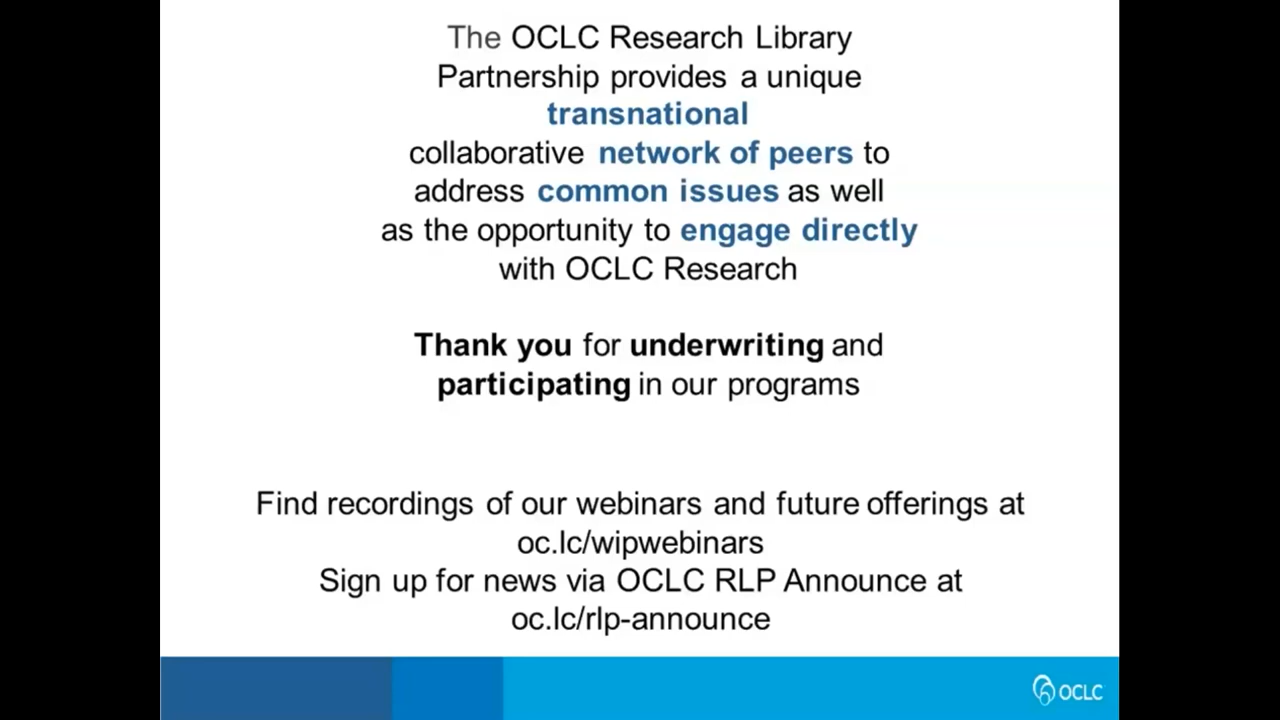 The OCLC Research Library
Partnership provides a unique
transnational
collaborative network of peers to
address common issues as well
as the opportunity to engage directly
with OCLC Research
Thank you for underwriting and
participating in our programs
Find recordings of our webinars and future offerings at
oc.lc/wipwebinars
Sign up for news via OCLC RLP Announce at
oc.lc/rlp-announce
OCLC